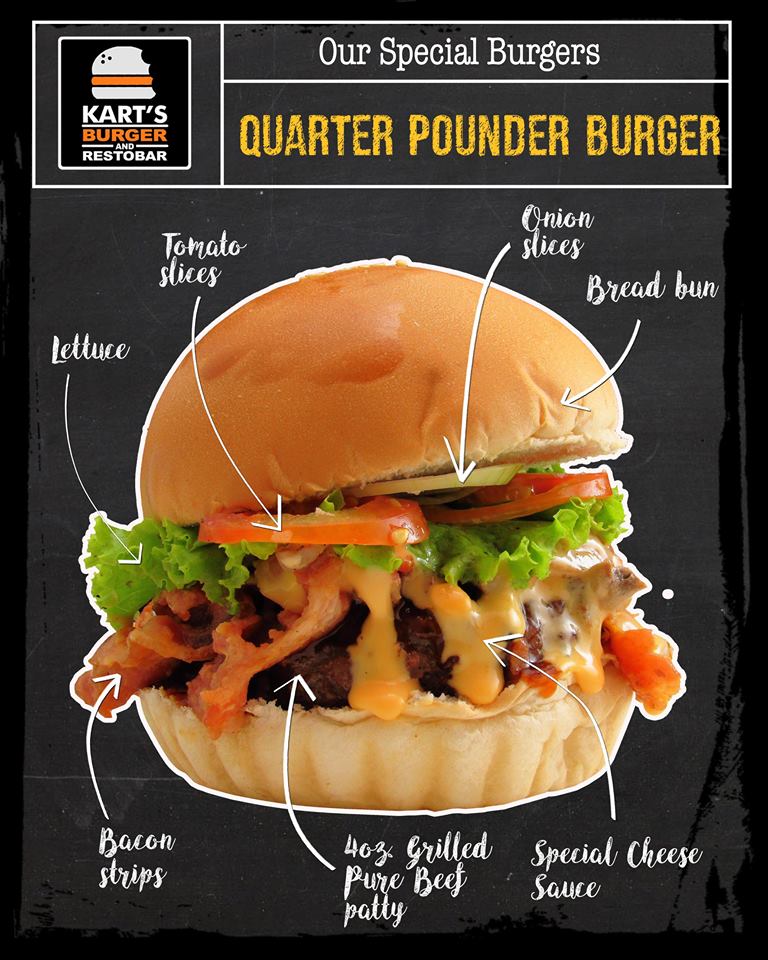 Our Special Burgers
KART'S
BURGER
AND
RESTOBAR
QUARTER POUNDER BURGER
Onion
slices
Tomato
slices
Bread bun
Lettuce
Bacon
strips
4oz. Grilled
Pure Beef
patty
Special Cheese
Sauce